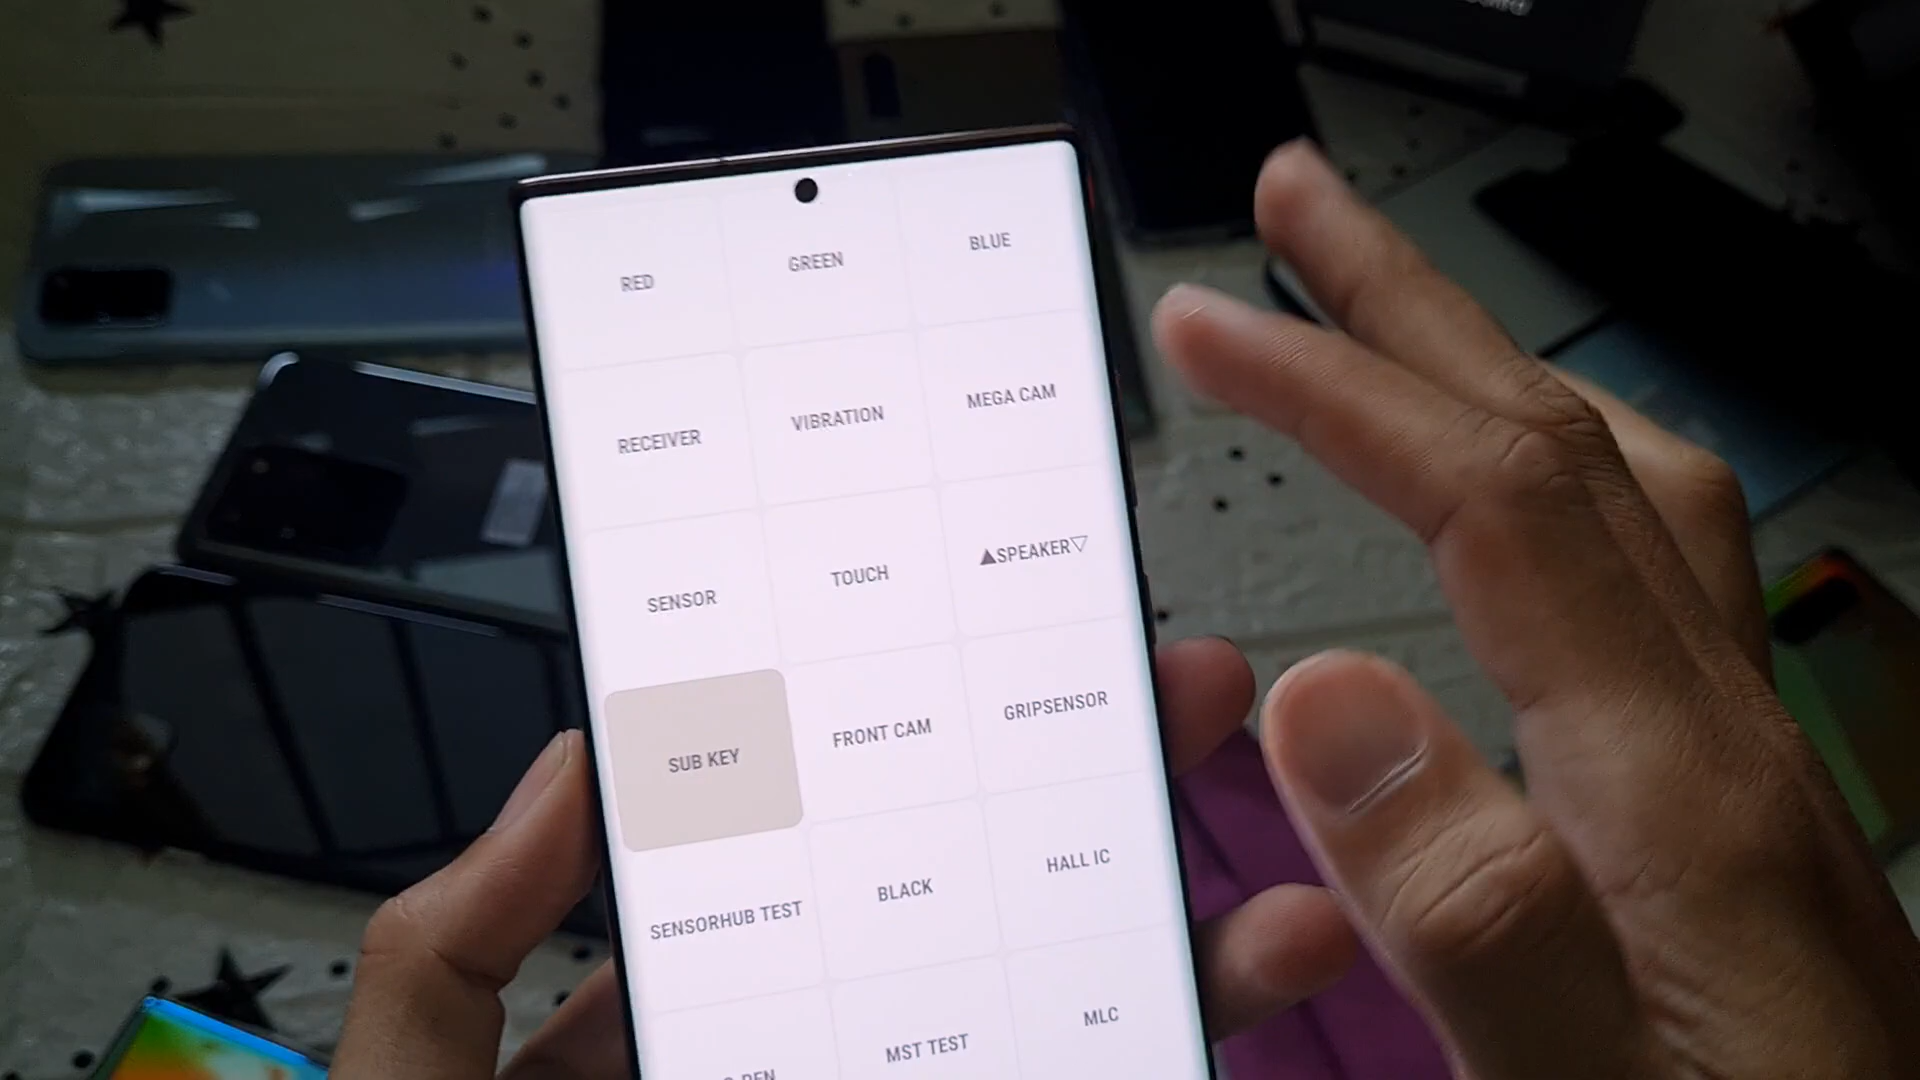 RED
GREEN
BLUE
RECEIVER
VIBRATION
MEGA CAM
SENSOR
TOUCH
▲SPEAKER▽
SUB KEY
FRONT CAM
GRIPSENSOR
SENSORHUB TEST
BLACK
HALL IC
MST TEST
MLC